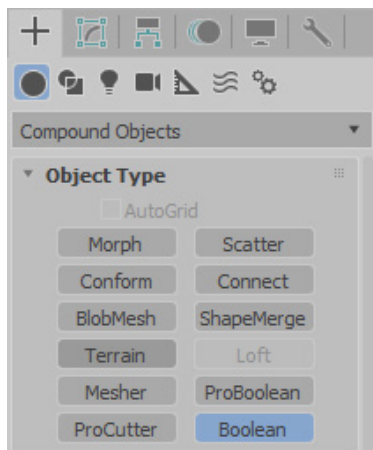 Compound Objects
Object Type
AutoGrid
Morph Scatter
Conform Connect
BlobMesh ShapeMerge
Terrain Loft
Mesher ProBoolean
ProCutter Boolean